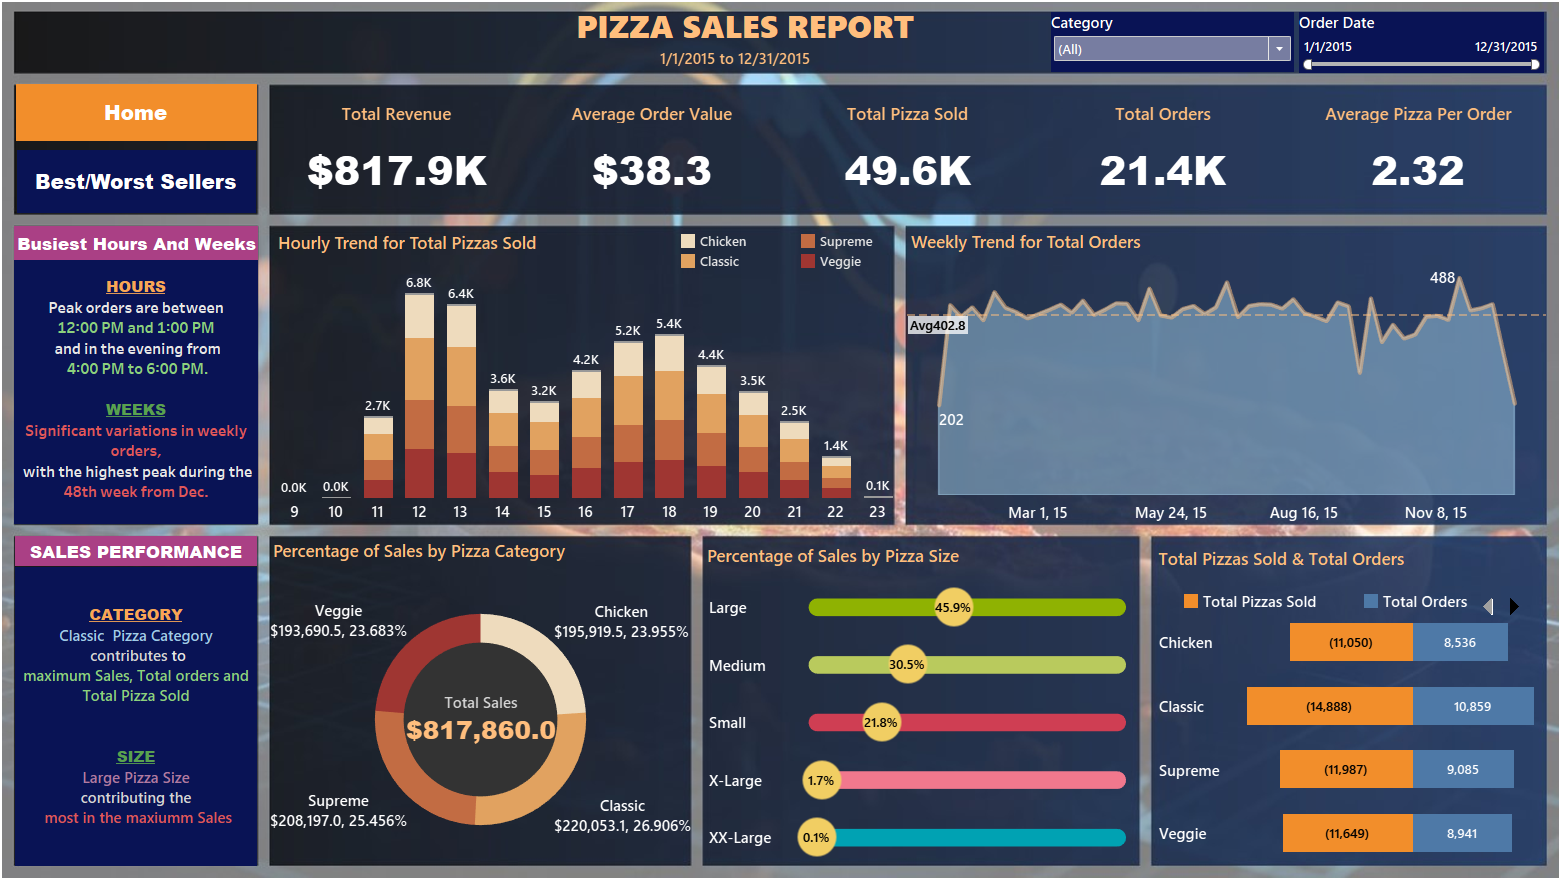 PIZZA SALES REPORT
1/1/2015 to 12/31/2015
Category
(All)
Order Date
1/1/2015 12/31/2015
Home
Best/Worst Sellers
Total Revenue
$817.9K
Average Order Value
$38.3
Total Pizza Sold
49.6K
Total Orders
21.4K
Average Pizza Per Order
2.32
Busiest Hours And Weeks
HOURS
Peak orders are between
12:00 PM and 1:00 PM
and in the evening from
4:00 PM to 6:00 PM.
WEEKS
Significant variations in weekly
orders,
with the highest peak during the
48th week from Dec.
Hourly Trend for Total Pizzas Sold
Chicken Supreme
Classic Veggie
0.0K 0.0K 2.7K 6.8K 6.4K 3.6K 3.2K 4.2K 5.2K 5.4K 4.4K 3.5K 2.5K 1.4K 0.1K
9 10 11 12 13 14 15 16 17 18 19 20 21 22 23
Weekly Trend for Total Orders
488
Avg402.8
202
Mar 1, 15 May 24, 15 Aug 16, 15 Nov 8, 15
SALES PERFORMANCE
CATEGORY
Classic  Pizza Category
contributes to
maximum Sales, Total orders and
Total Pizza Sold
SIZE
Large Pizza Size
contributing the
most in the maxiumm Sales
Percentage of Sales by Pizza Category
Veggie
$193,690.5, 23.683%
Chicken
$195,919.5, 23.955%
Total Sales
$817,860.0
Supreme
$208,197.0, 25.456%
Classic
$220,053.1, 26.906%
Percentage of Sales by Pizza Size
Large 45.9%
Medium 30.5%
Small 21.8%
X-Large 1.7%
XX-Large 0.1%
Total Pizzas Sold & Total Orders
Total Pizzas Sold Total Orders
Chicken (11,050) 8,536
Classic (14,888) 10,859
Supreme (11,987) 9,085
Veggie (11,649) 8,941